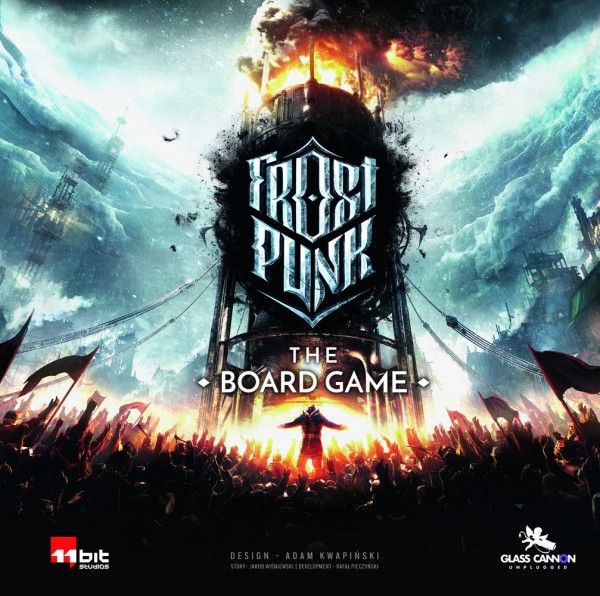 FROST
PUNK
THE
BOARD GAME
11bit
studios
DESIGN - ADAM KWAPIŃSKI
STORY - JAKUB WIŚNIEWSKI | DEVELOPMENT - RAFAŁ PIECZYŃSKI
GLASS CANNON
UNPLUGGED